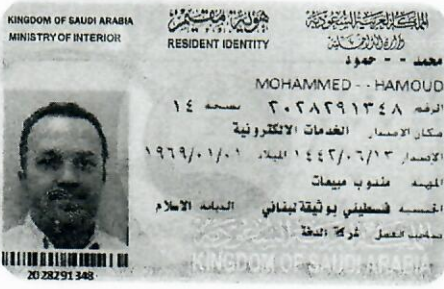 KINGDOM OF SAUDI ARABIA
MINISTRY OF INTERIOR
هوية مقيم
RESIDENT IDENTITY
المملكة العربية السعودية
وزارة الداخلية
محمد - - حمود
MOHAMMED - - HAMOUD
الرقم ٢٠٢٨٢٩١٣٤٨ نسخة ١٤
مكان الاصدار الخدمات الالكترونية
الإصدار ١٤٤٢/٠٦/١٣ الميلاد ١٩٦٩/٠١/٠١
المهنة مندوب مبيعات
الجنسية فلسطيني بوثيقة لبناني الديانة الاسلام
صاحب العمل شركة الدقة
KINGDOM OF SAUDI ARABIA
2028291348